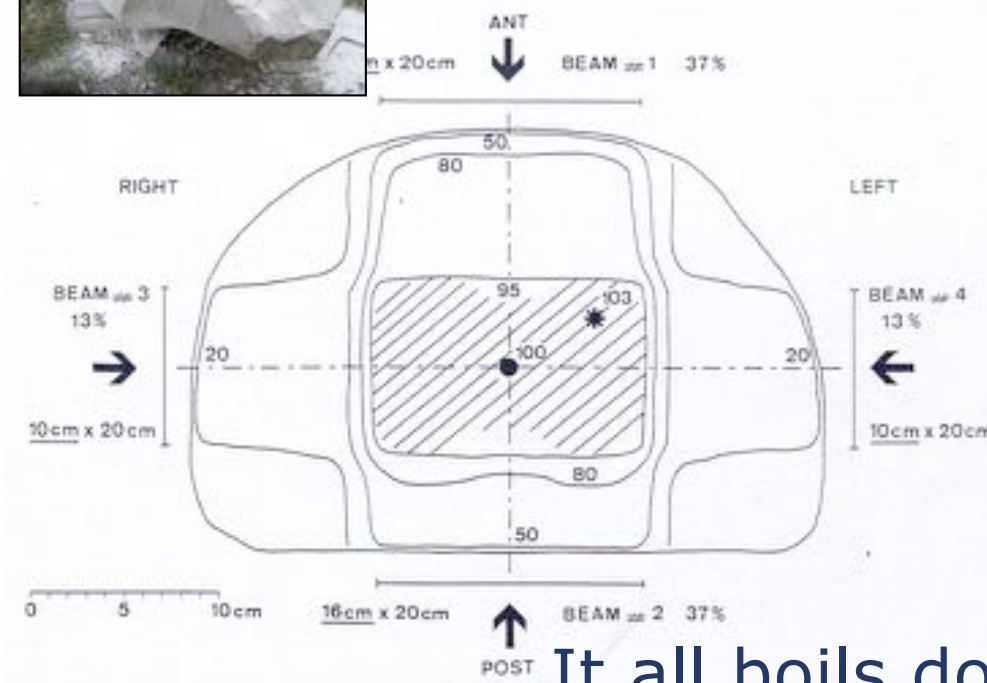 ANT
x 20cm BEAM 1 37%
50
80
RIGHT LEFT
BEAM 3
13%
95
103
BEAM 4
13%
20
100
20
10cm x 20cm
10cm x 20cm
80
50
0 5 10cm
16cm x 20cm BEAM 2 37%
POST
It all boils do